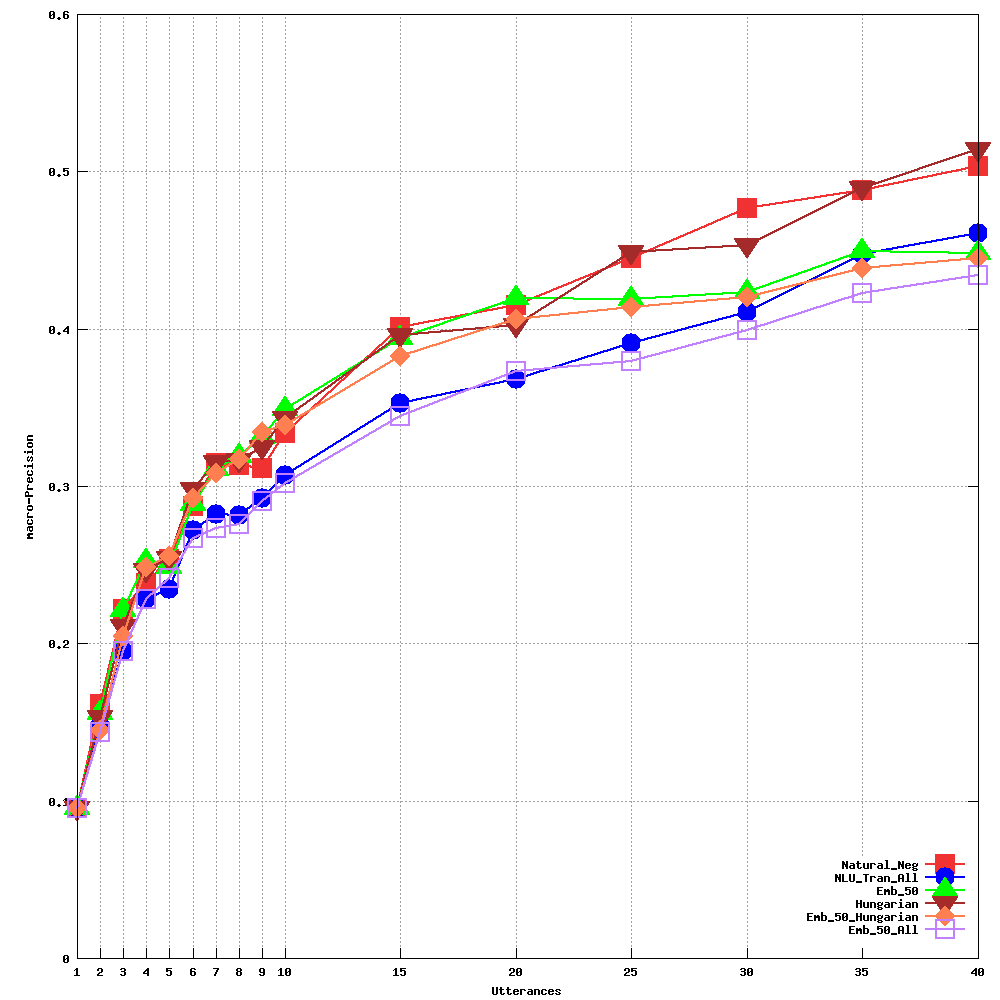 0.6
0.5
0.4
0.3
0.2
0.1
0
macro-Precision
1 2 3 4 5 6 7 8 9 10 15 20 25 30 35 40
Utterances
Natural_Neg
NLU_Tran_All
Emb_50
Hungarian
Emb_50_Hungarian
Emb_50_All